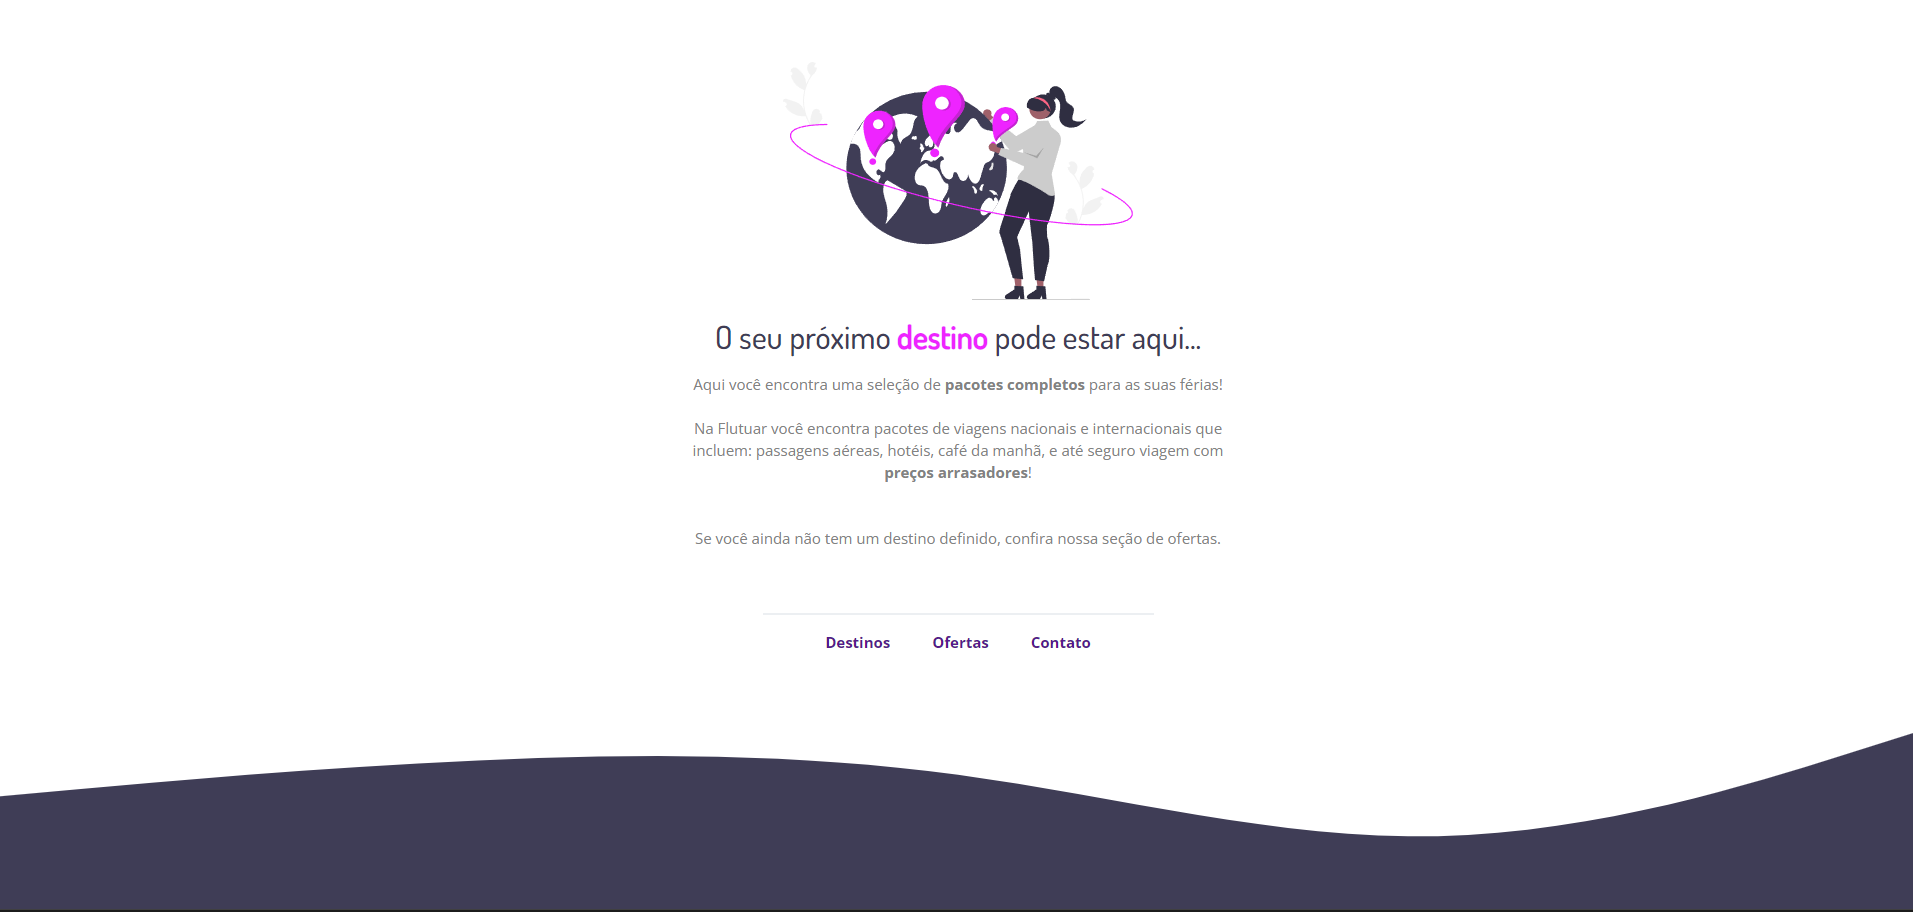 O seu próximo destino pode estar aqui...
Aqui você encontra uma seleção de pacotes completos para as suas férias!
Na Flutuar você encontra pacotes de viagens nacionais e internacionais que
incluem: passagens aéreas, hotéis, café da manhã, e até seguro viagem com
preços arrasadores!
Se você ainda não tem um destino definido, confira nossa seção de ofertas.
Destinos Ofertas Contato